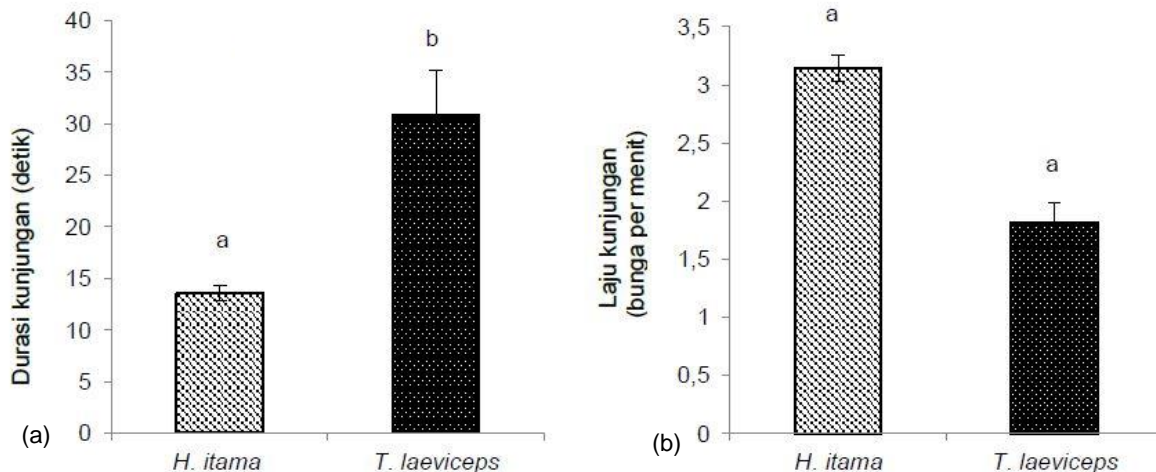 40
35
30
25
20
15
10
5
0
Durasi kunjungan (detik)
a
b
(a)
H. itama
T. laeviceps
3,5
3
2,5
2
1,5
1
0,5
0
Laju kunjungan
(bunga per menit)
a
a
(b)
H. itama
T. laeviceps